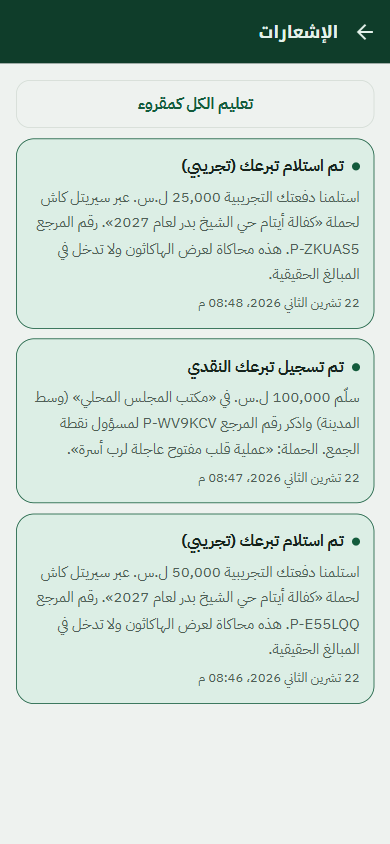 الإشعارات
تعليم الكل كمقروء
تم استلام تبرعك (تجريبي)
استلمنا دفعتك التجريبية 25,000 ل.س. عبر سيريتل كاش
لحملة «كفالة أيتام حي الشيخ بدر لعام 2027». رقم المرجع
P-ZKUAS5. هذه محاكاة لعرض الهاكاثون ولا تدخل في
المبالغ الحقيقية.
22 تشرين الثاني 2026، 08:48 م
تم تسجيل تبرعك النقدي
سلّم 100,000 ل.س. في «مكتب المجلس المحلي» (وسط
المدينة) واذكر رقم المرجع P-WV9KCV لمسؤول نقطة
الجمع. الحملة: «عملية قلب مفتوح عاجلة لرب أسرة».
22 تشرين الثاني 2026، 08:47 م
تم استلام تبرعك (تجريبي)
استلمنا دفعتك التجريبية 50,000 ل.س. عبر سيريتل كاش
لحملة «كفالة أيتام حي الشيخ بدر لعام 2027». رقم المرجع
P-E55LQQ. هذه محاكاة لعرض الهاكاثون ولا تدخل في
المبالغ الحقيقية.
22 تشرين الثاني 2026، 08:46 م